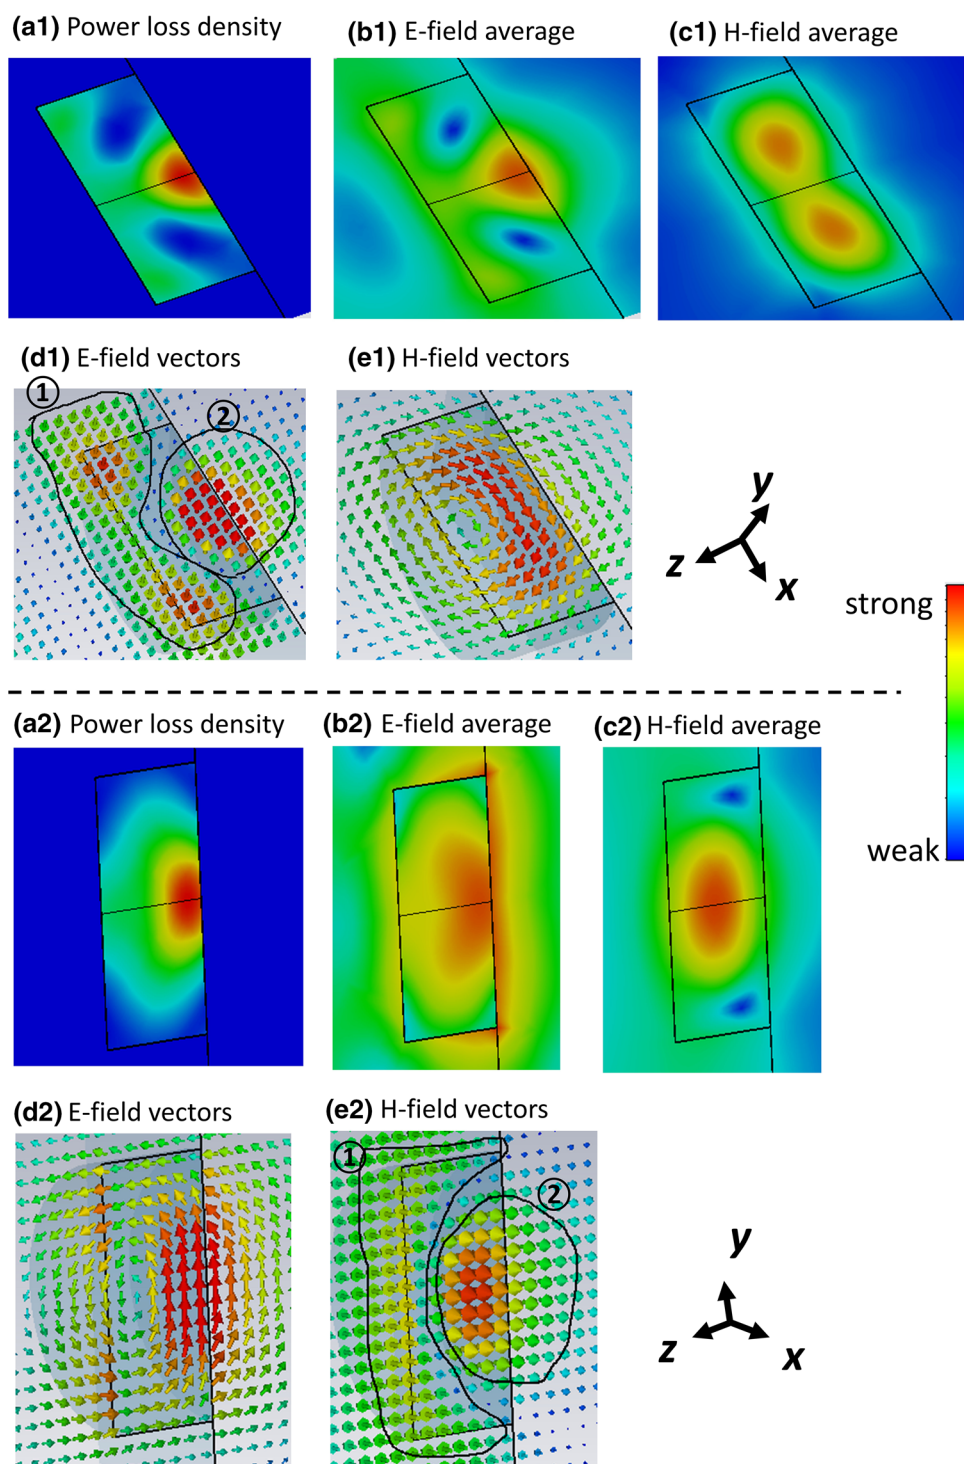 (a1) Power loss density
(b1) E-field average
(c1) H-field average
(d1) E-field vectors
(e1) H-field vectors
①
②
y
z
x
strong
weak
(a2) Power loss density
(b2) E-field average
(c2) H-field average
(d2) E-field vectors
(e2) H-field vectors
①
②
y
z
x